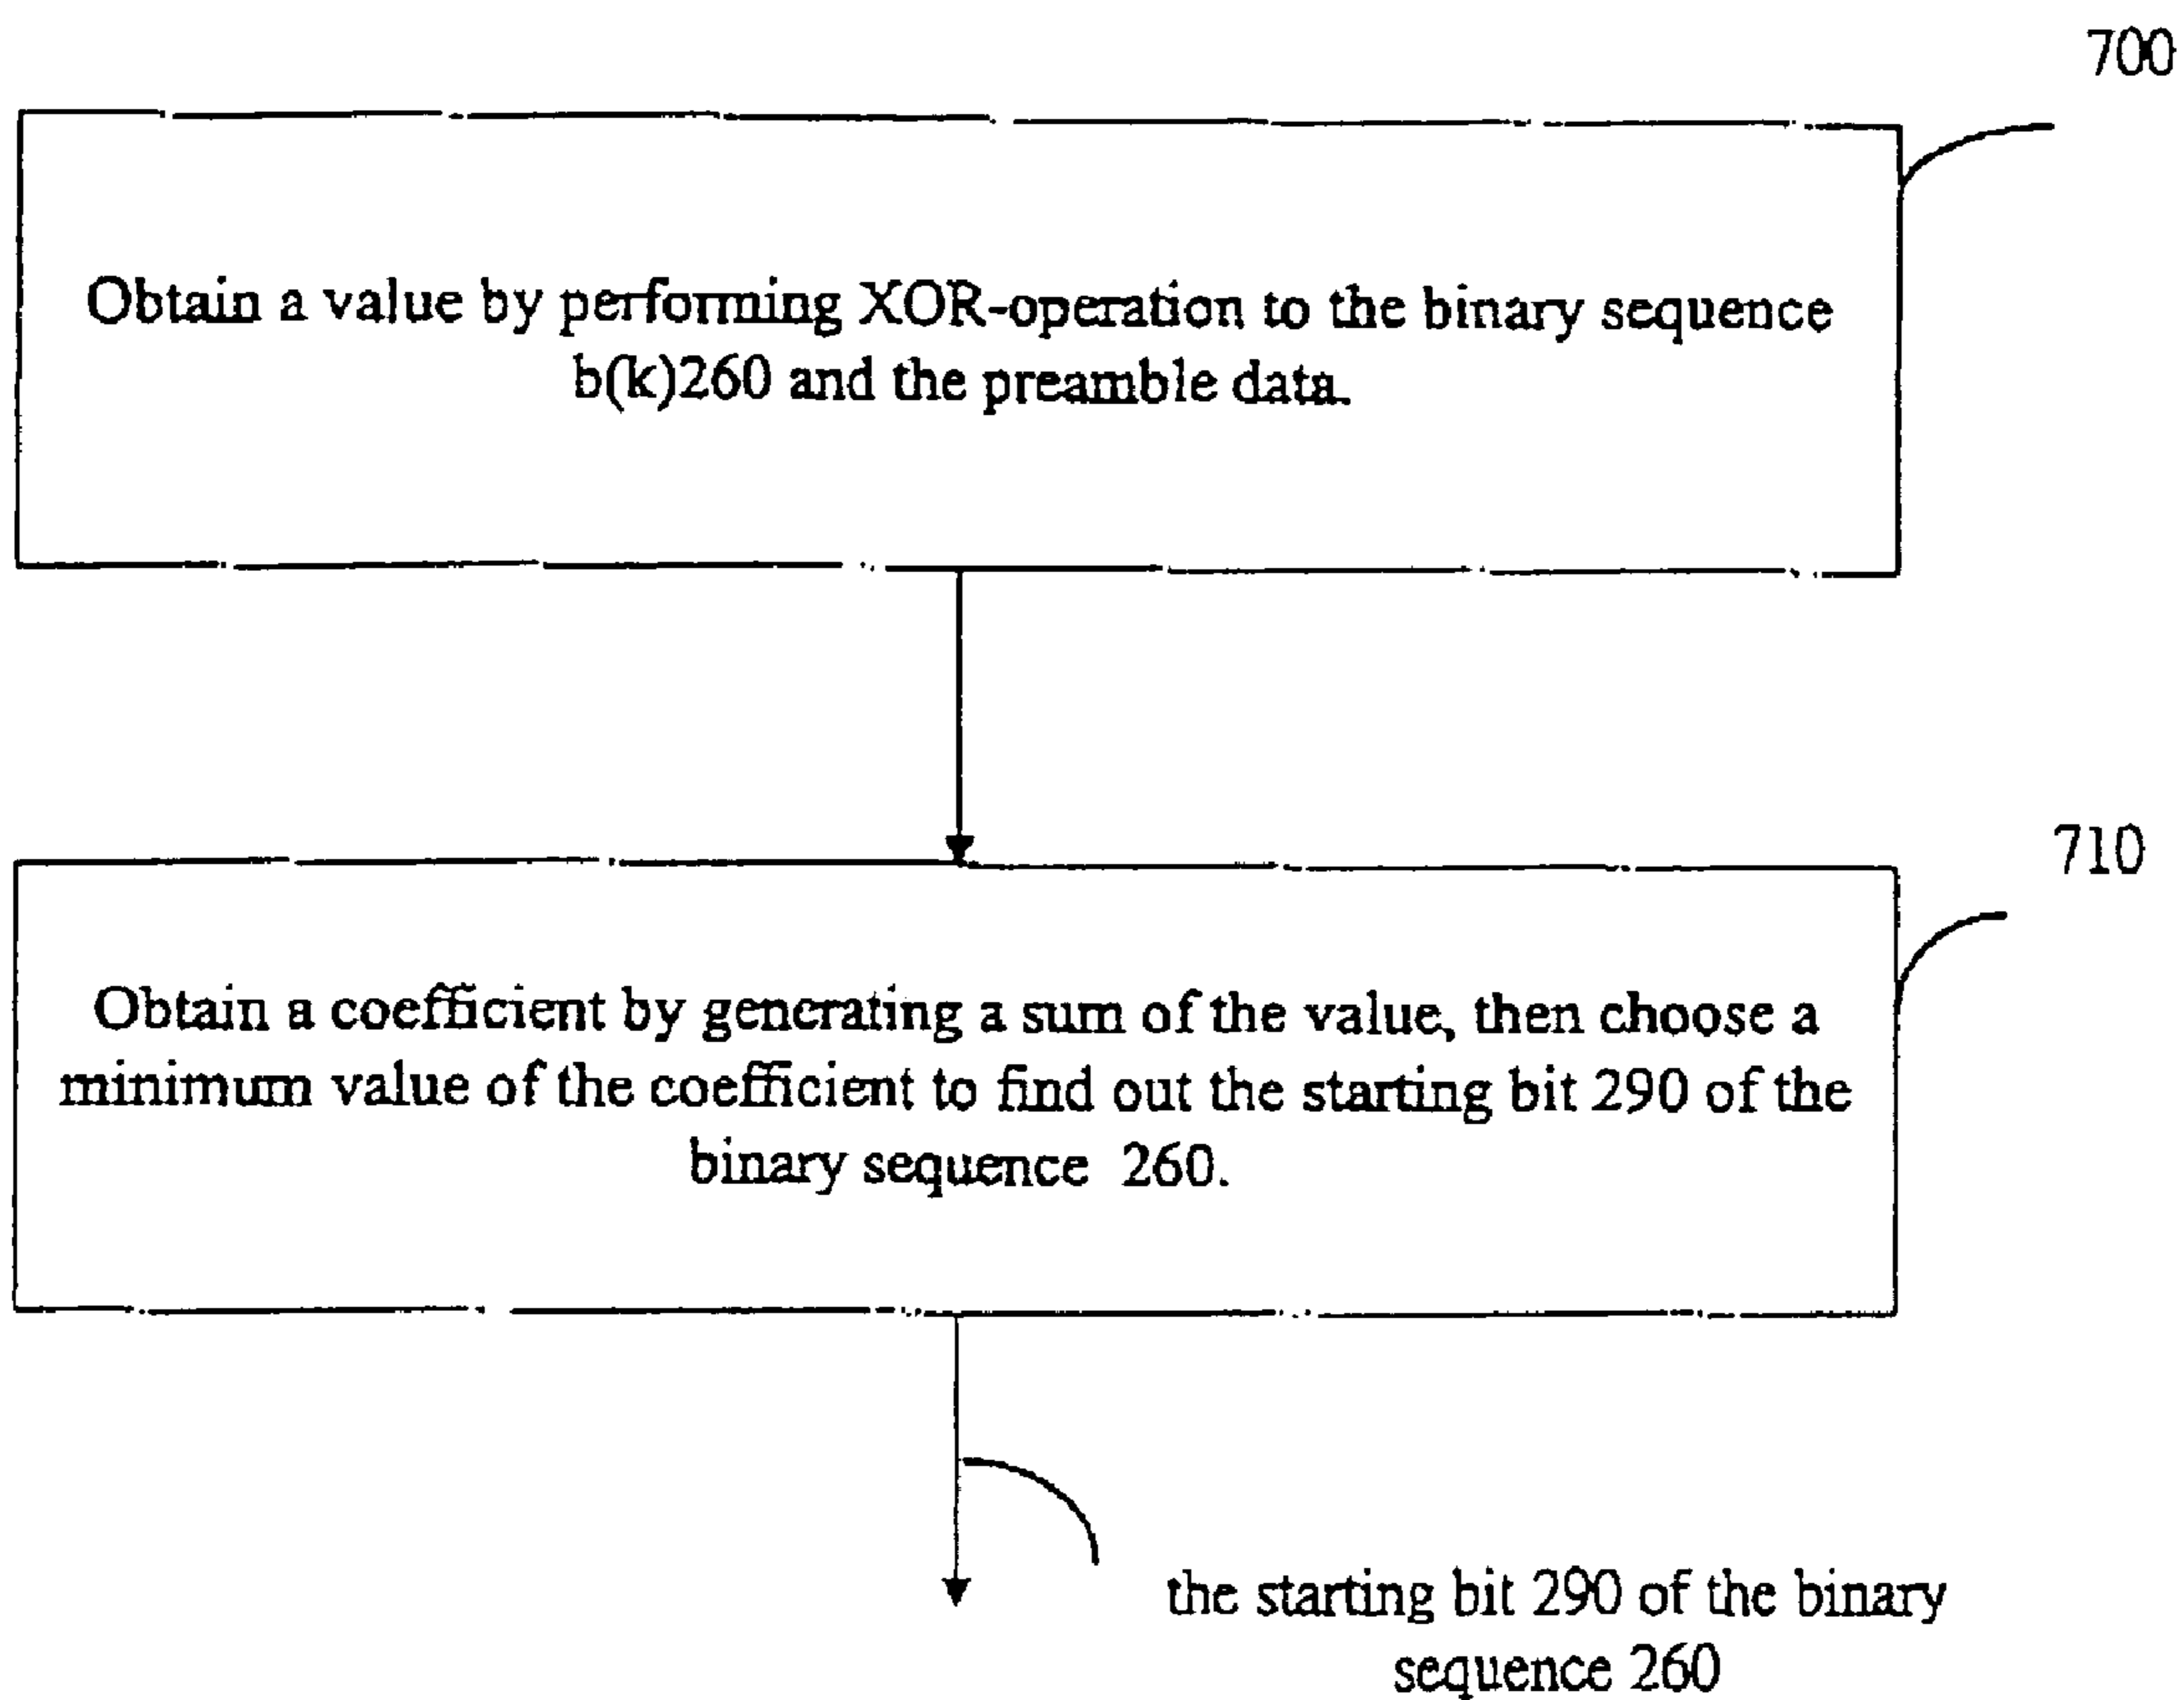 700
Obtain a value by performing XOR-operation to the binary sequence
b(k)260 and the preamble data.
710
Obtain a coefficient by generating a sum of the value, then choose a
minimum value of the coefficient to find out the starting bit 290 of the
binary sequence 260.
the starting bit 290 of the binary
sequence 260